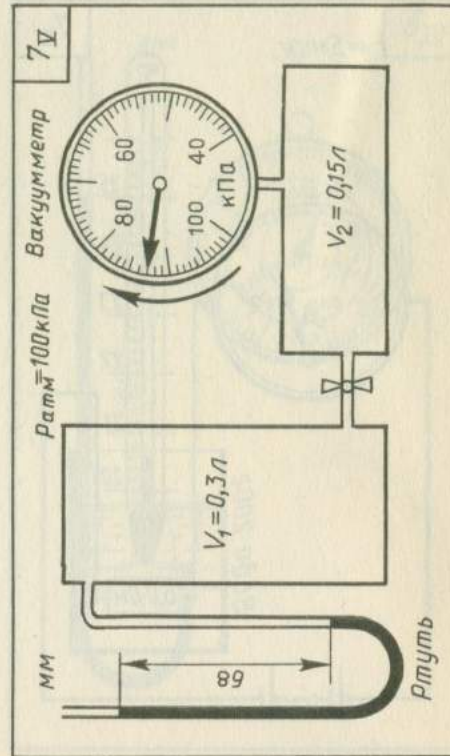 7V
Pатм=100кПа Вакуумметр
мм
68
V₁=0,3л
80
60
100
40
кПа
V₂=0,15л
Ртуть